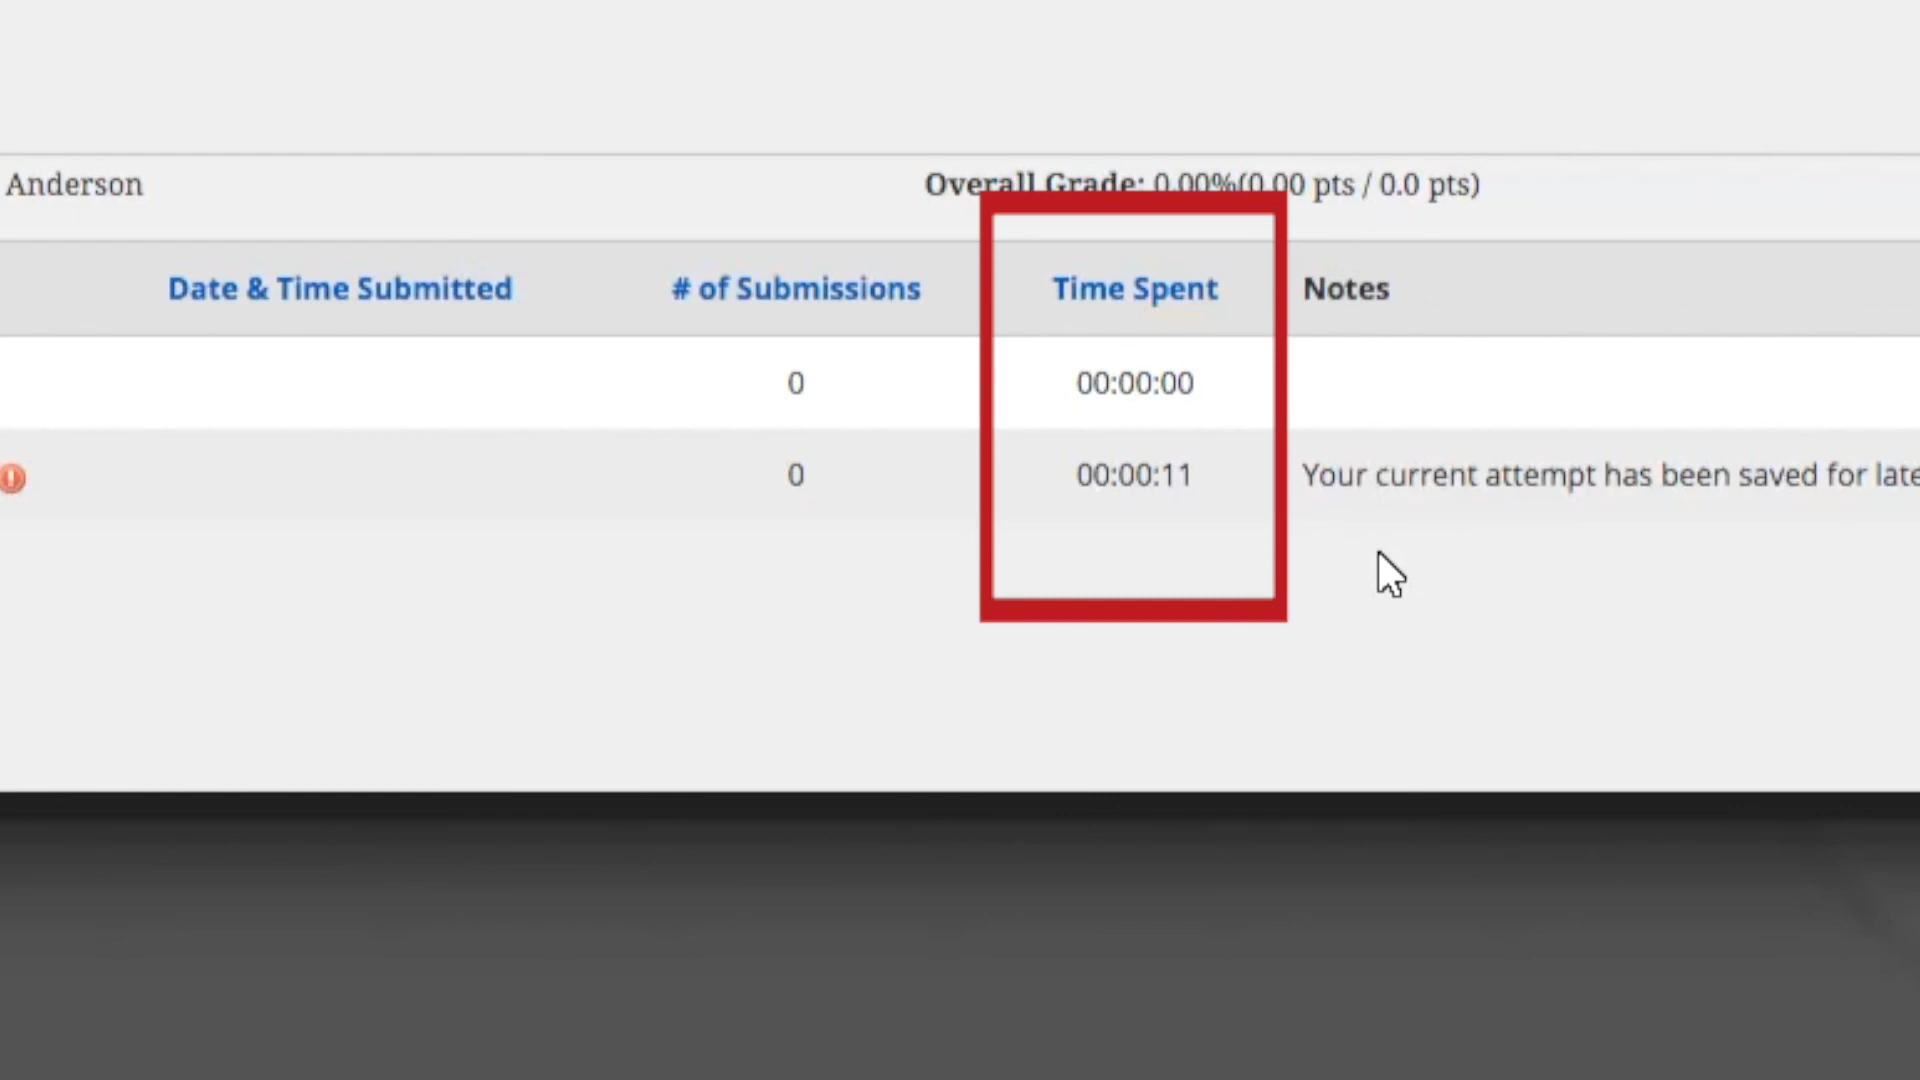 Anderson
Overall Grade: 0.00%(0.00 pts / 0.0 pts)
Date & Time Submitted # of Submissions Time Spent Notes
0 00:00:00
0 00:00:11 Your current attempt has been saved for late